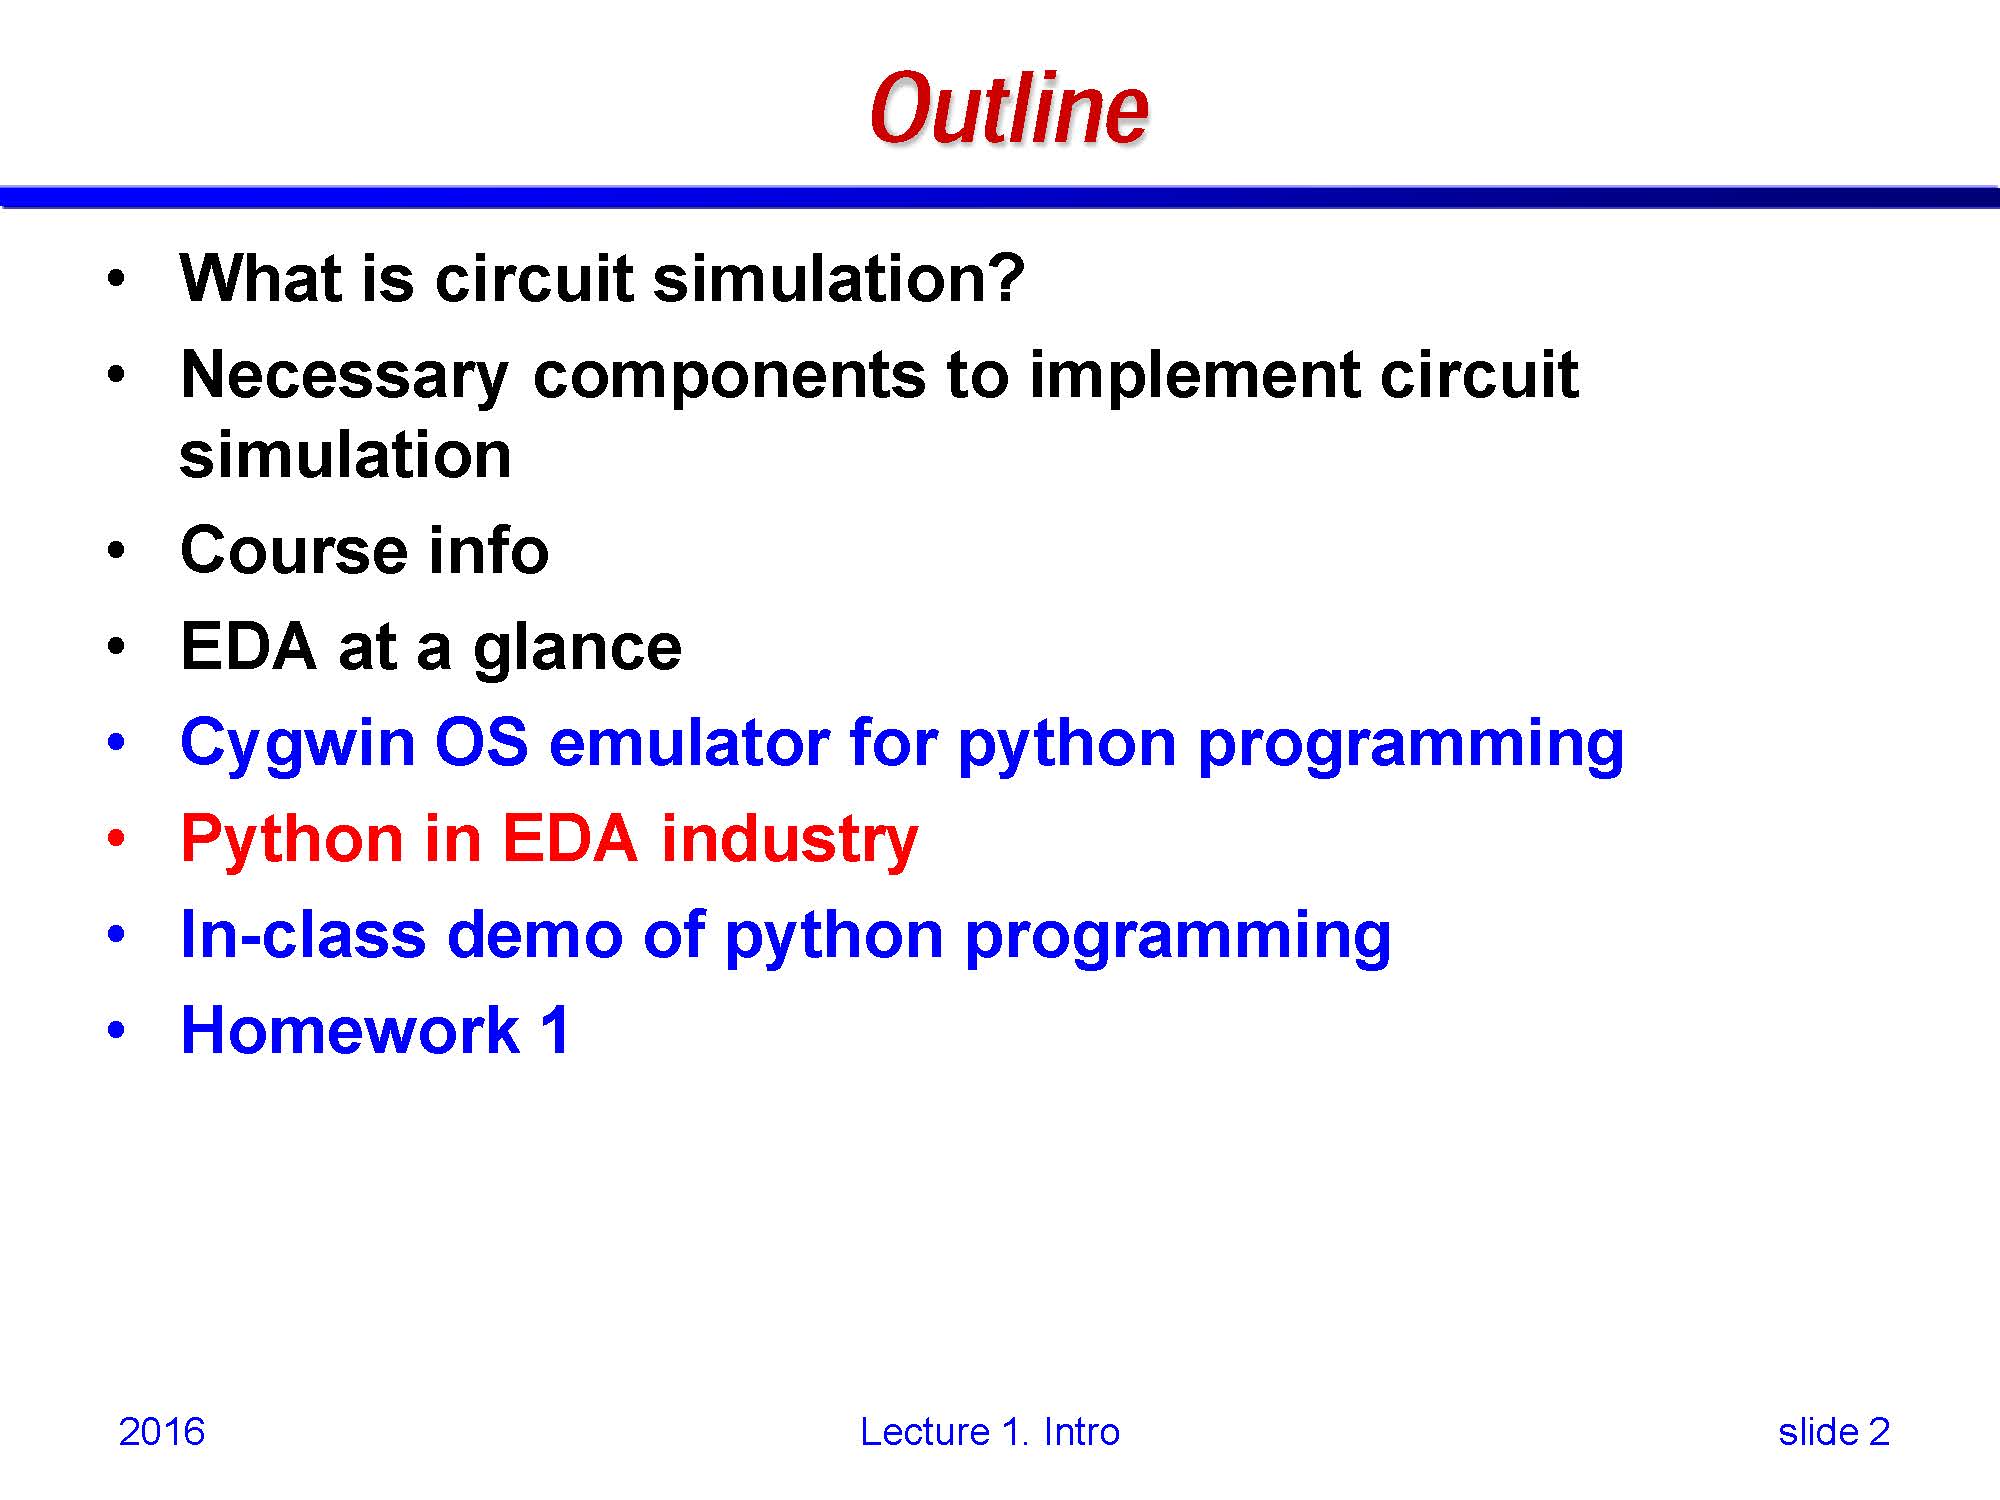 Outline
• What is circuit simulation?
• Necessary components to implement circuit
simulation
• Course info
• EDA at a glance
• Cygwin OS emulator for python programming
• Python in EDA industry
• In-class demo of python programming
• Homework 1
2016 Lecture 1. Intro slide 2